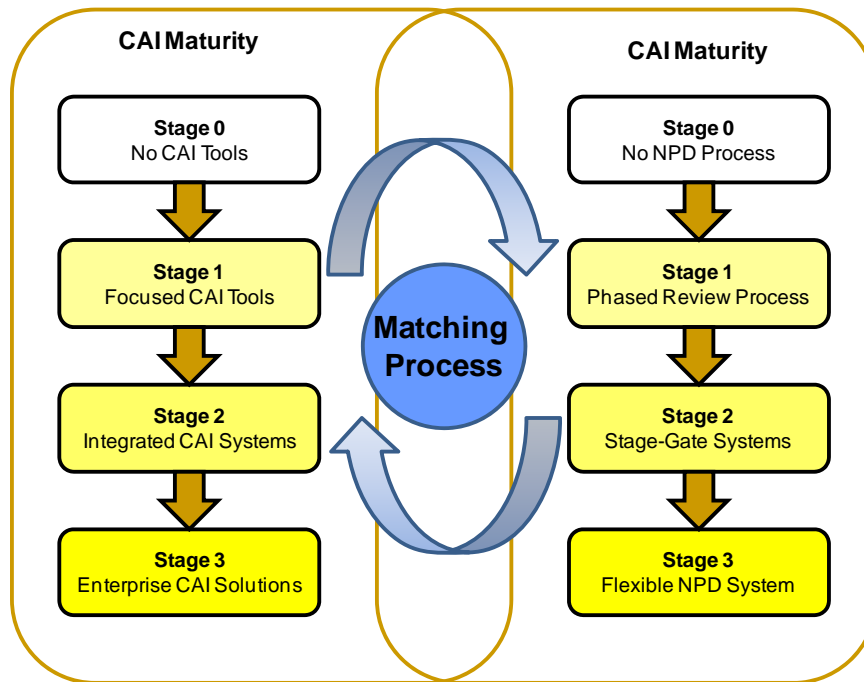 CAI Maturity
Stage 0
No CAI Tools
Stage 1
Focused CAI Tools
Stage 2
Integrated CAI Systems
Stage 3
Enterprise CAI Solutions
Matching
Process
CAI Maturity
Stage 0
No NPD Process
Stage 1
Phased Review Process
Stage 2
Stage-Gate Systems
Stage 3
Flexible NPD System